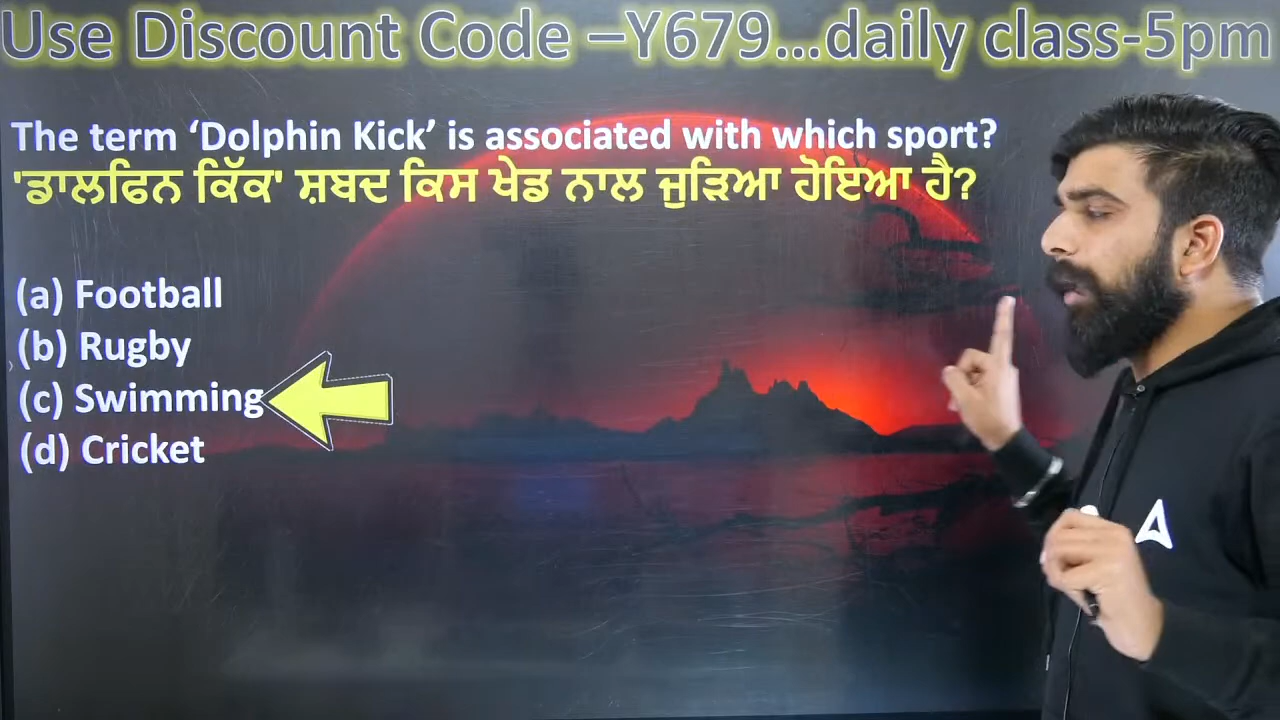 Use Discount Code –Y679...daily class-5pm
The term ‘Dolphin Kick’ is associated with which sport?
'ਡਾਲਫਿਨ ਕਿੱਕ' ਸ਼ਬਦ ਕਿਸ ਖੇਡ ਨਾਲ ਜੁੜਿਆ ਹੋਇਆ ਹੈ?
(a) Football
(b) Rugby
(c) Swimming
(d) Cricket